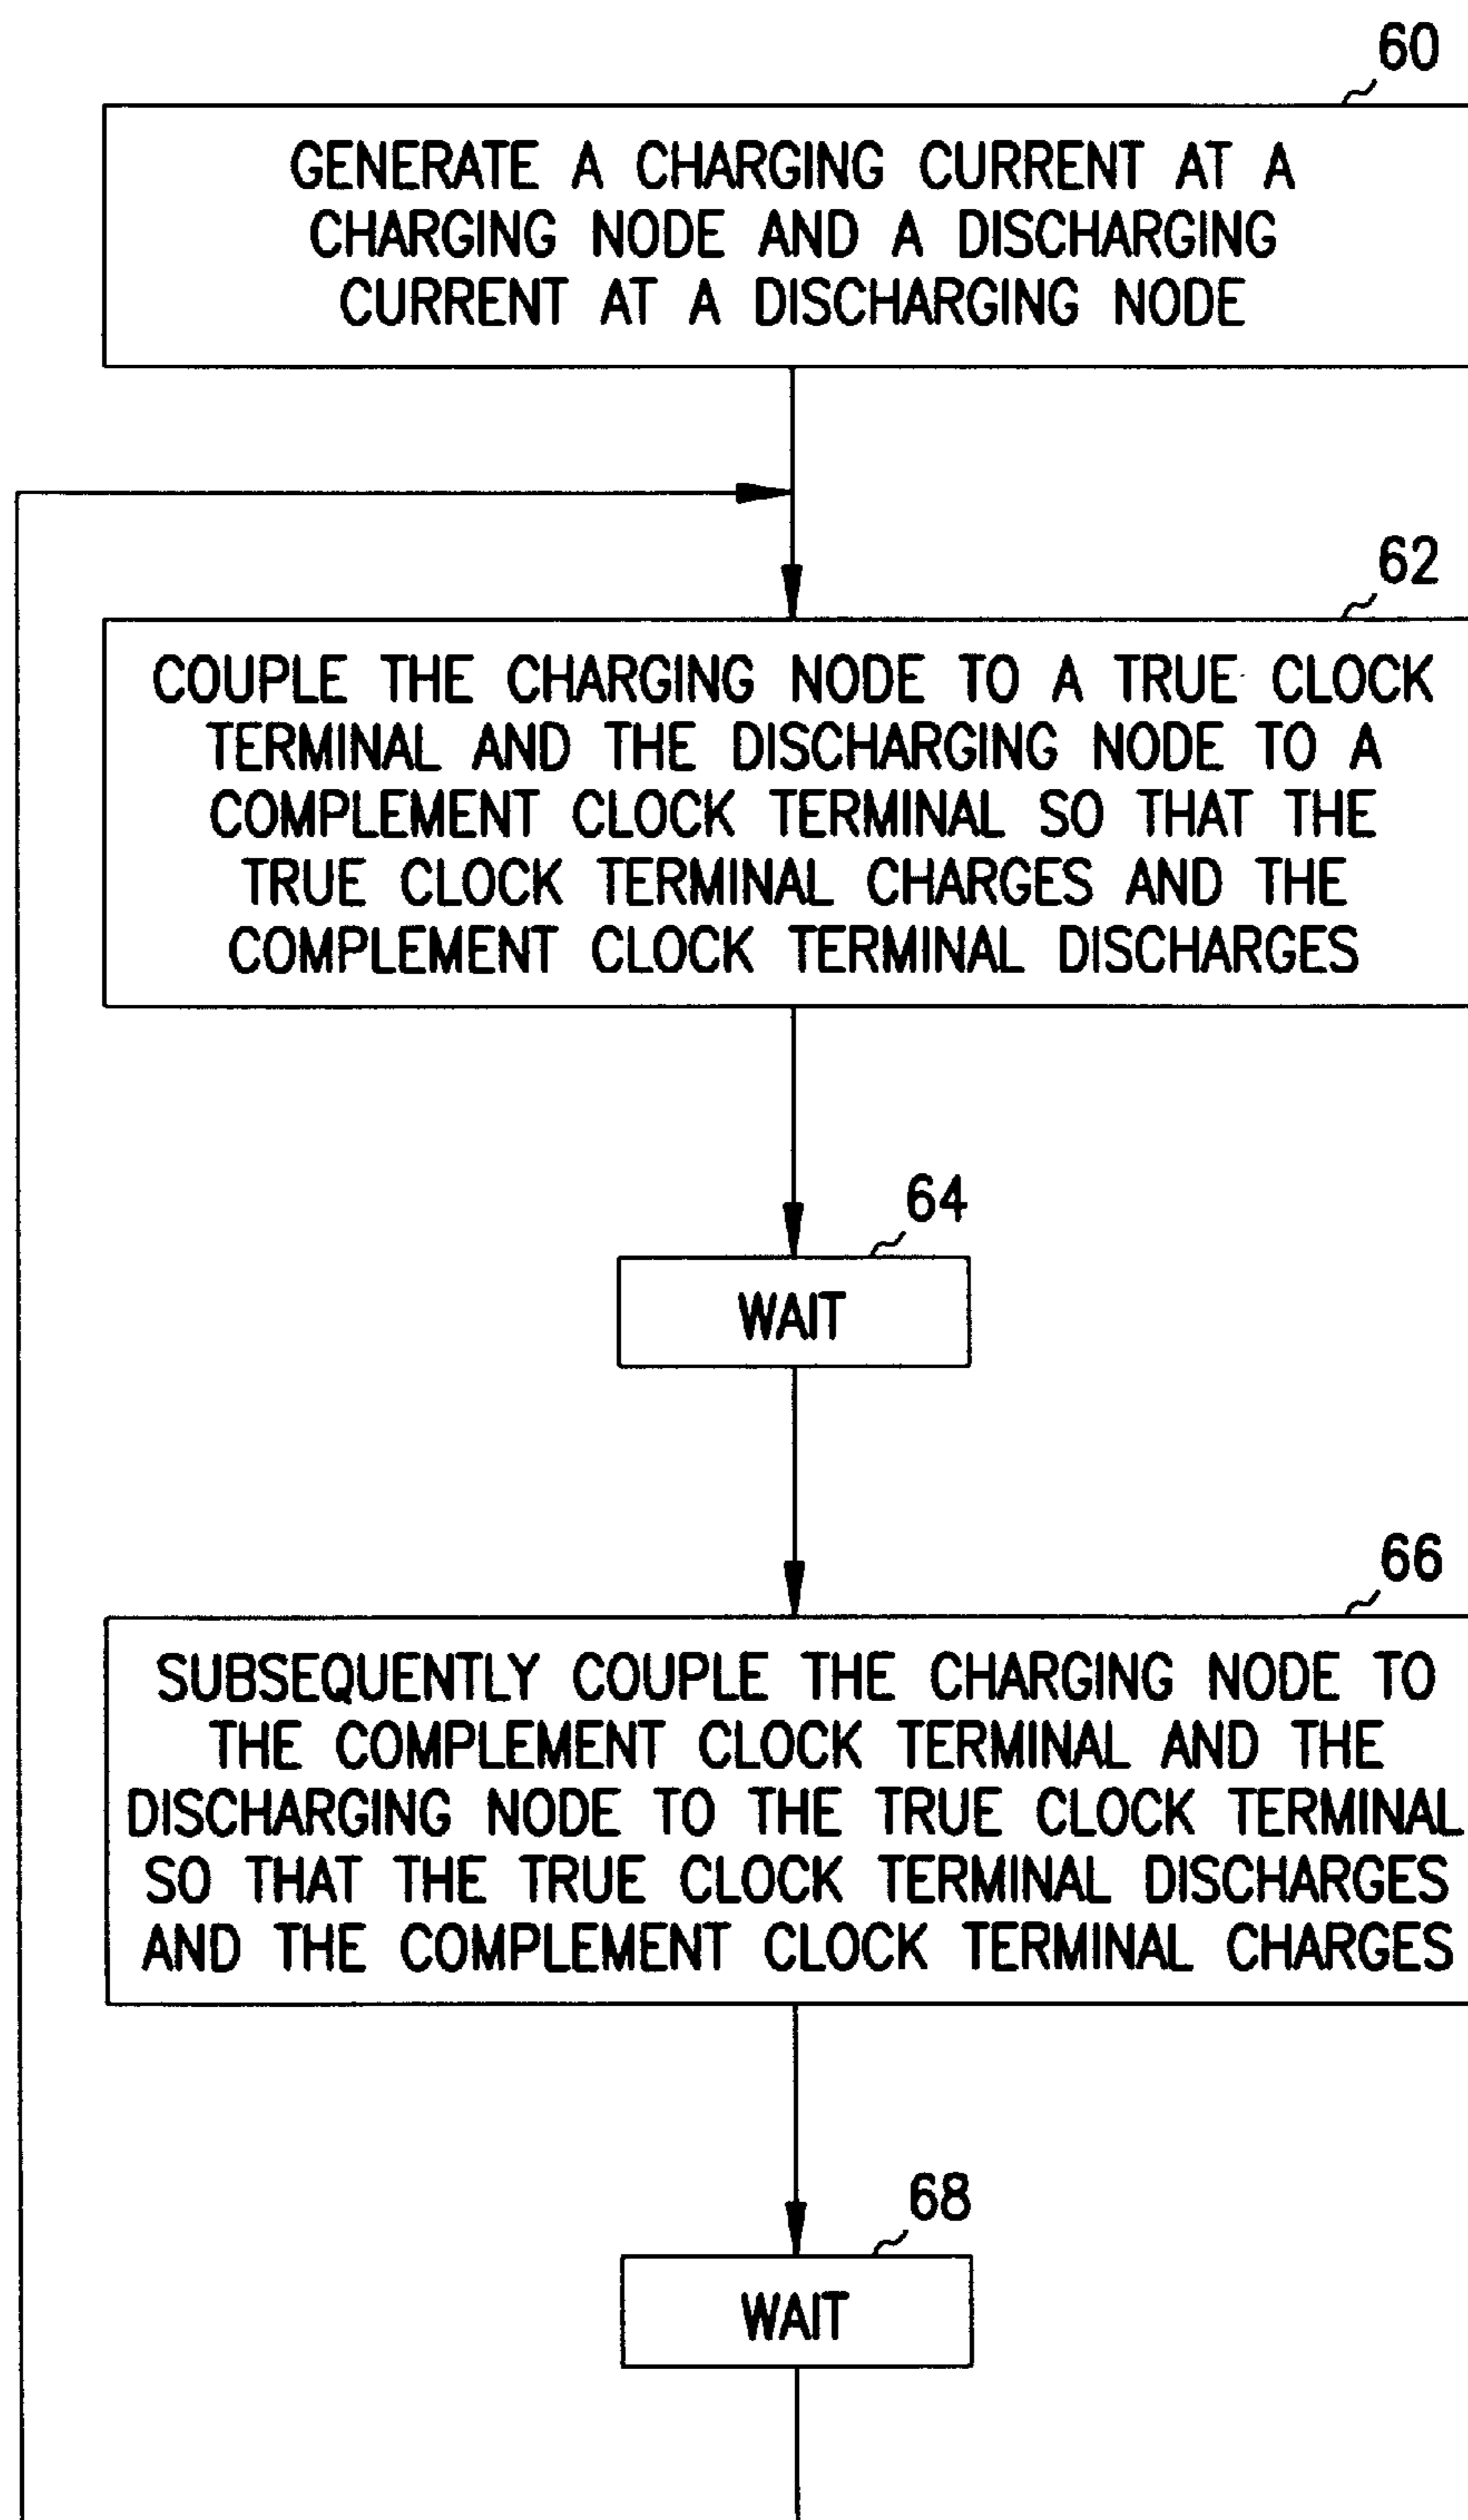 60
GENERATE A CHARGING CURRENT AT A
CHARGING NODE AND A DISCHARGING
CURRENT AT A DISCHARGING NODE
62
COUPLE THE CHARGING NODE TO A TRUE CLOCK
TERMINAL AND THE DISCHARGING NODE TO A
COMPLEMENT CLOCK TERMINAL SO THAT THE
TRUE CLOCK TERMINAL CHARGES AND THE
COMPLEMENT CLOCK TERMINAL DISCHARGES
64
WAIT
66
SUBSEQUENTLY COUPLE THE CHARGING NODE TO
THE COMPLEMENT CLOCK TERMINAL AND THE
DISCHARGING NODE TO THE TRUE CLOCK TERMINAL
SO THAT THE TRUE CLOCK TERMINAL DISCHARGES
AND THE COMPLEMENT CLOCK TERMINAL CHARGES
68
WAIT